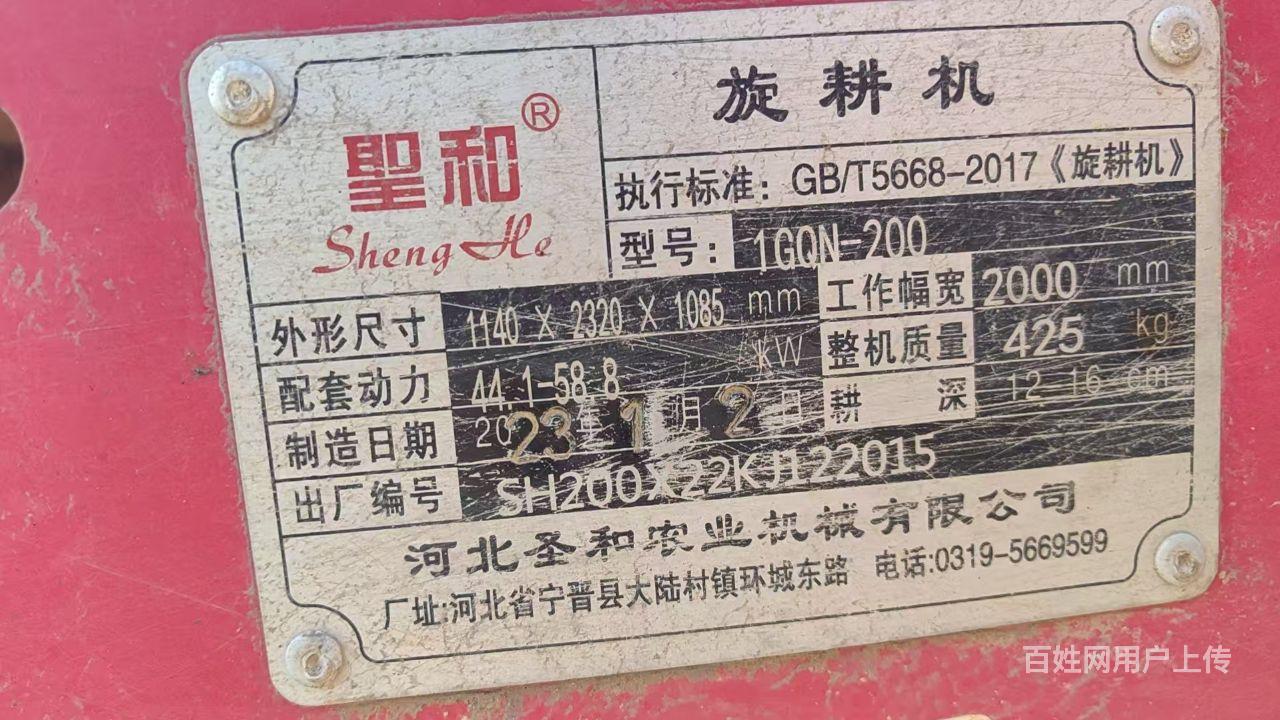 聖和®
Sheng He
旋耕机
执行标准：GB/T5668-2017《旋耕机》
型号：1GQN-200
外形尺寸 1140 X 2320 X 1085 mm 工作幅宽 2000 mm
配套动力 44.1-58.8 kW 整机质量 425 kg
制造日期 2023年1月2日 耕深 12-16 cm
出厂编号 SH200X22KJ122015
河北圣和农业机械有限公司
厂址:河北省宁晋县大陆村镇环城东路 电话:0319-5669599
百姓网用户上传